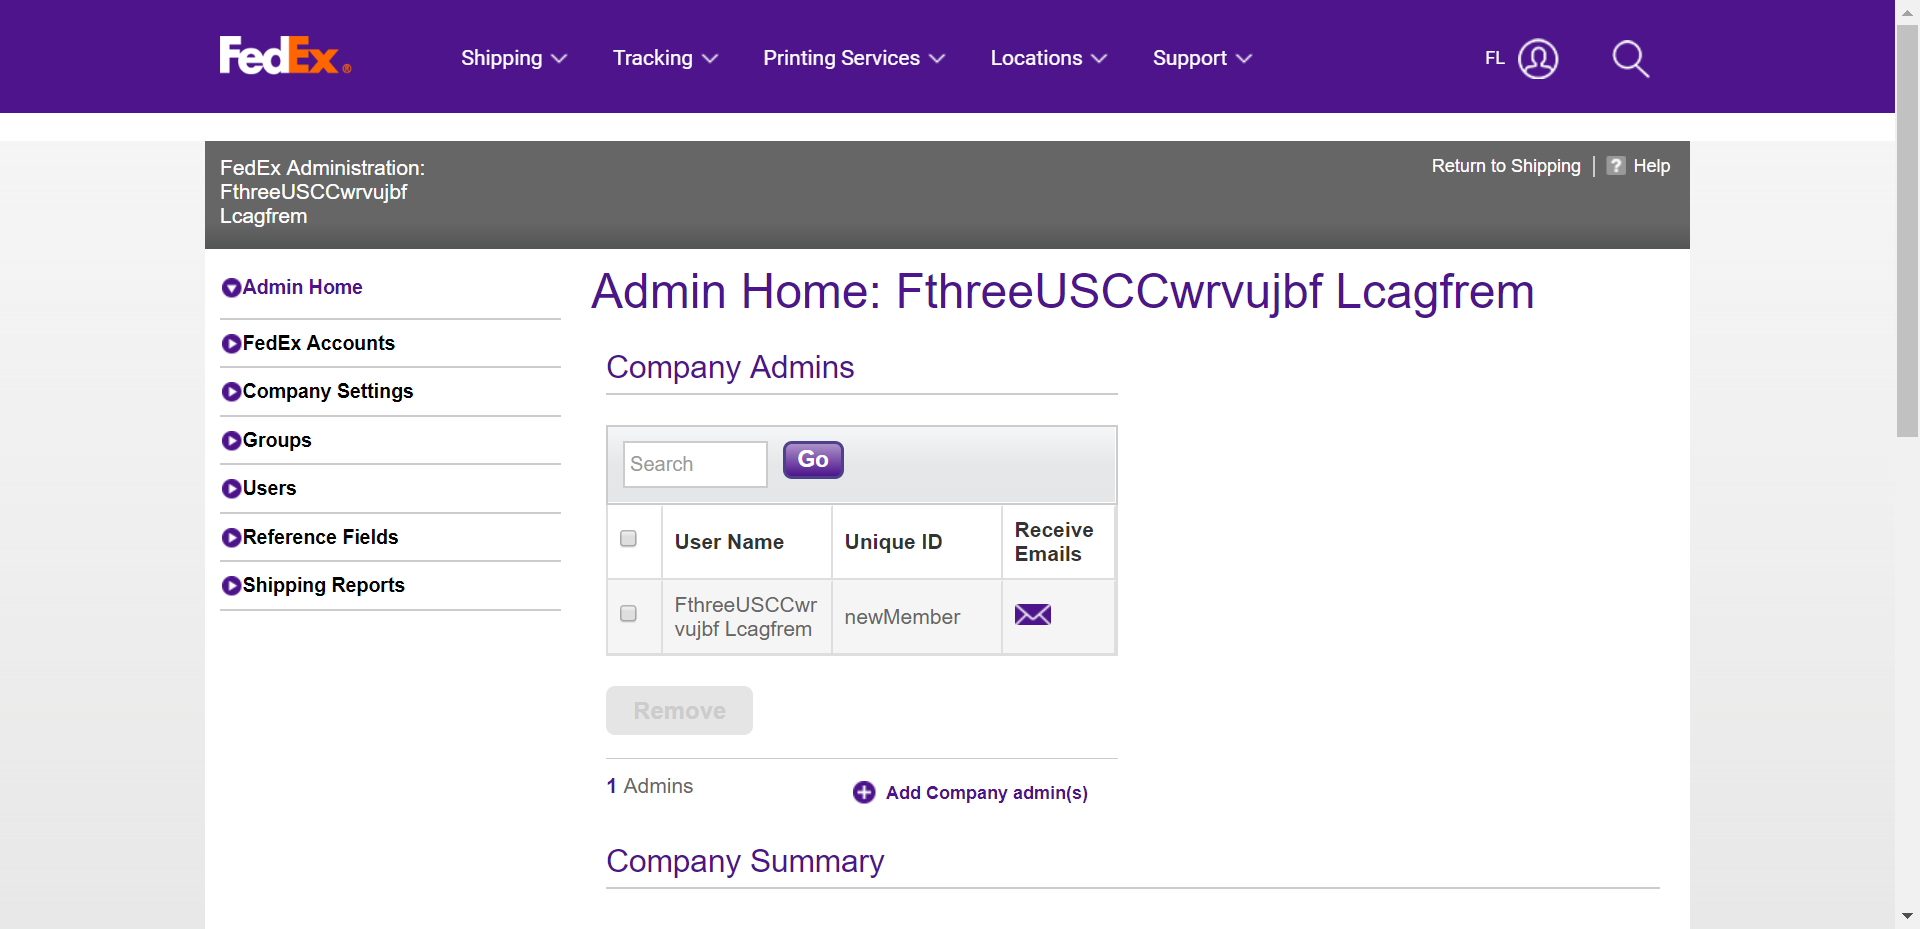 FedEx®
Shipping
Tracking
Printing Services
Locations
Support
FL
FedEx Administration:
FthreeUSCCwrvujbf
Lcagfrem
Return to Shipping
? Help
Admin Home
FedEx Accounts
Company Settings
Groups
Users
Reference Fields
Shipping Reports
Admin Home: FthreeUSCCwrvujbf Lcagfrem
Company Admins
Search
Go
User Name
Unique ID
Receive
Emails
FthreeUSCCwr
vujbf Lcagfrem
newMember
Remove
1 Admins
Add Company admin(s)
Company Summary